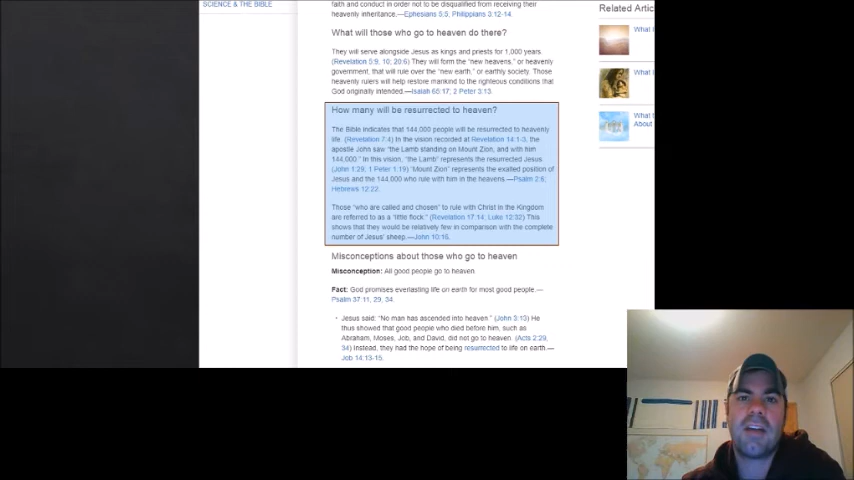 SCIENCE & THE BIBLE
faith and conduct in order not to be disqualified from receiving their
heavenly inheritance.—Ephesians 5:5; Philippians 3:12-14.
What will those who go to heaven do there?
They will serve alongside Jesus as kings and priests for 1,000 years.
(Revelation 5:9, 10; 20:6) They will form the "new heavens," or heavenly
government, that will rule over the "new earth," or earthly society. Those
heavenly rulers will help restore mankind to the righteous conditions that
God originally intended.—Isaiah 65:17; 2 Peter 3:13.
How many will be resurrected to heaven?
The Bible indicates that 144,000 people will be resurrected to heavenly
life. (Revelation 7:4) In the vision recorded at Revelation 14:1-3, the
apostle John saw "the Lamb standing on Mount Zion, and with him
144,000." In this vision, "the Lamb" represents the resurrected Jesus.
(John 1:29; 1 Peter 1:19) "Mount Zion" represents the exalted position of
Jesus and the 144,000 who rule with him in the heavens.—Psalm 2:6;
Hebrews 12:22.
Those "who are called and chosen" to rule with Christ in the Kingdom
are referred to as a "little flock." (Revelation 17:14; Luke 12:32) This
shows that they would be relatively few in comparison with the complete
number of Jesus' sheep.—John 10:16.
Misconceptions about those who go to heaven
Misconception: All good people go to heaven
Fact: God promises everlasting life on earth for most good people.—
Psalm 37:11, 29, 34.
• Jesus said: "No man has ascended into heaven." (John 3:13) He
thus showed that good people who died before him, such as
Abraham, Moses, Job, and David, did not go to heaven. (Acts 2:29,
34) Instead, they had the hope of being resurrected to life on earth.—
Job 14:13-15.
Related Artic
What
What
What
About